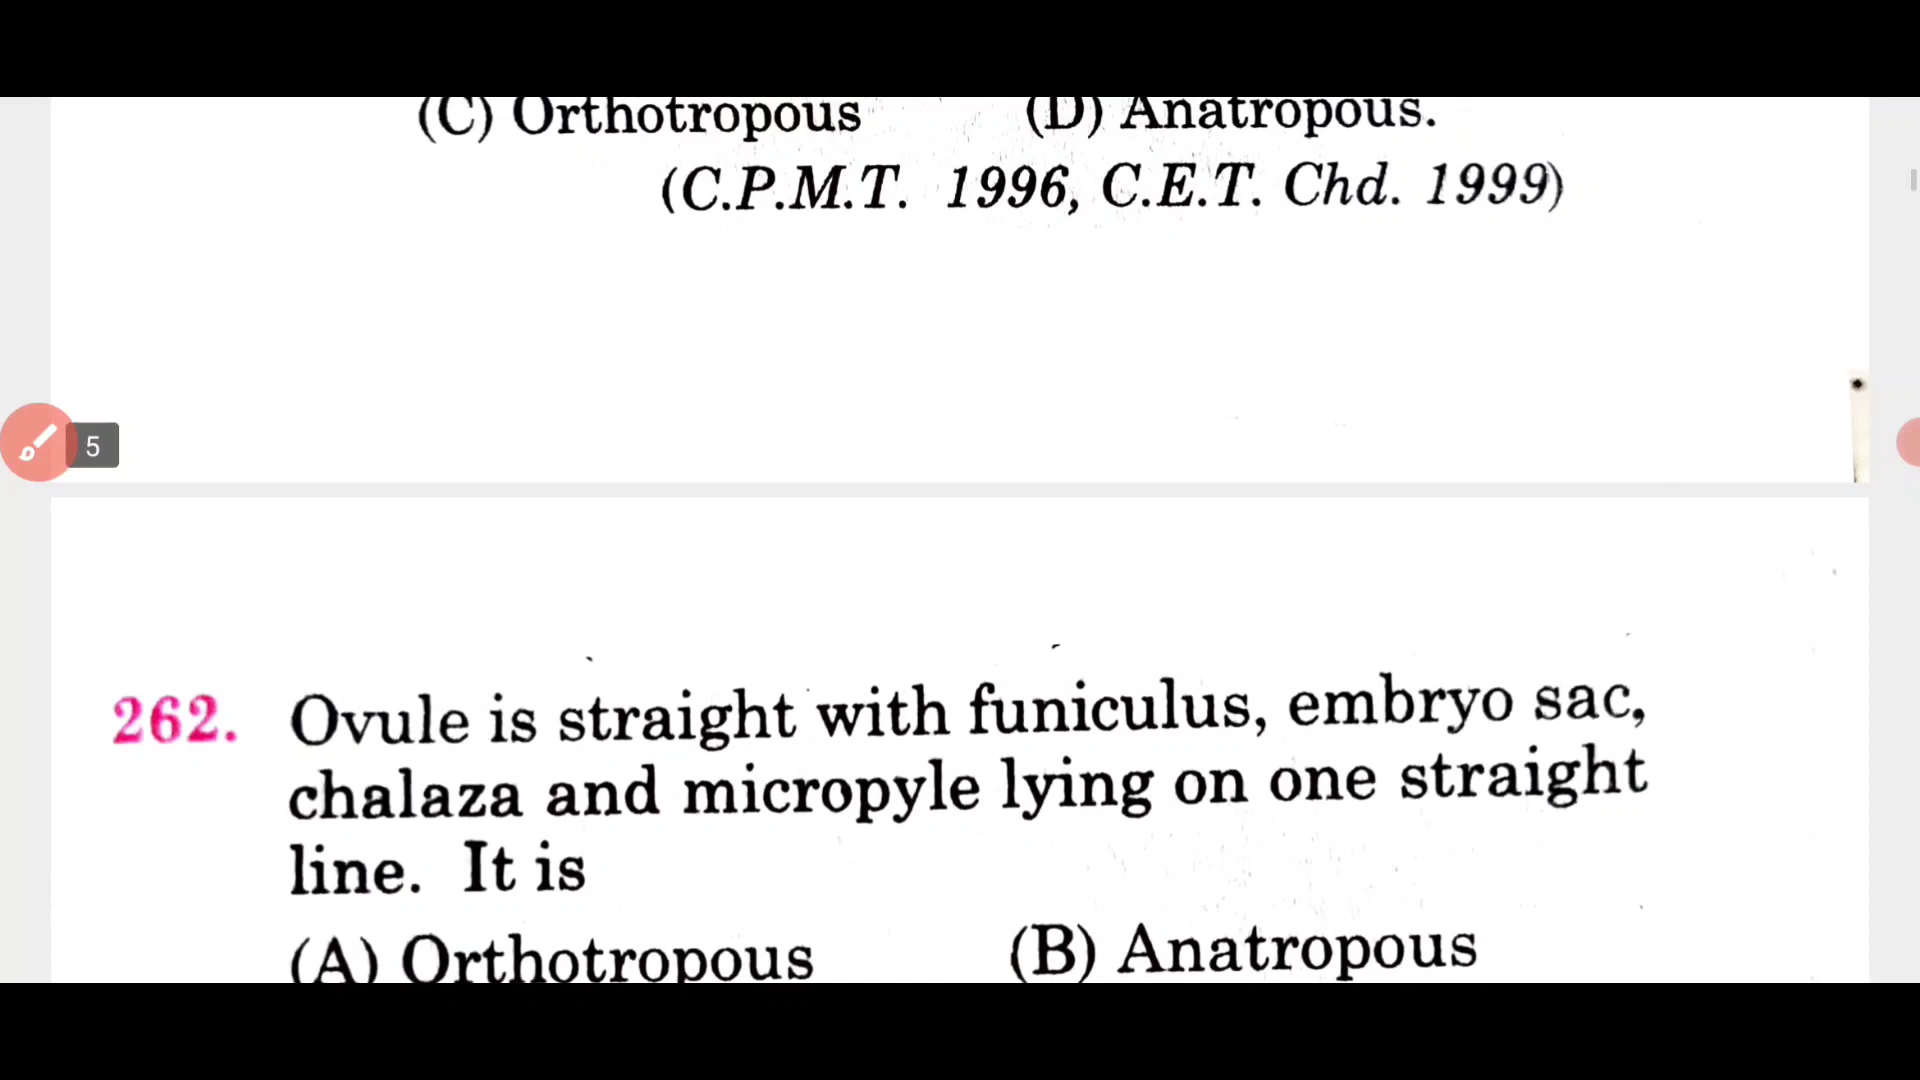 (C) Orthotropous (D) Anatropous.
(C.P.M.T. 1996, C.E.T. Chd. 1999)
5
262. Ovule is straight with funiculus, embryo sac,
chalaza and micropyle lying on one straight
line. It is
(A) Orthotropous (B) Anatropous